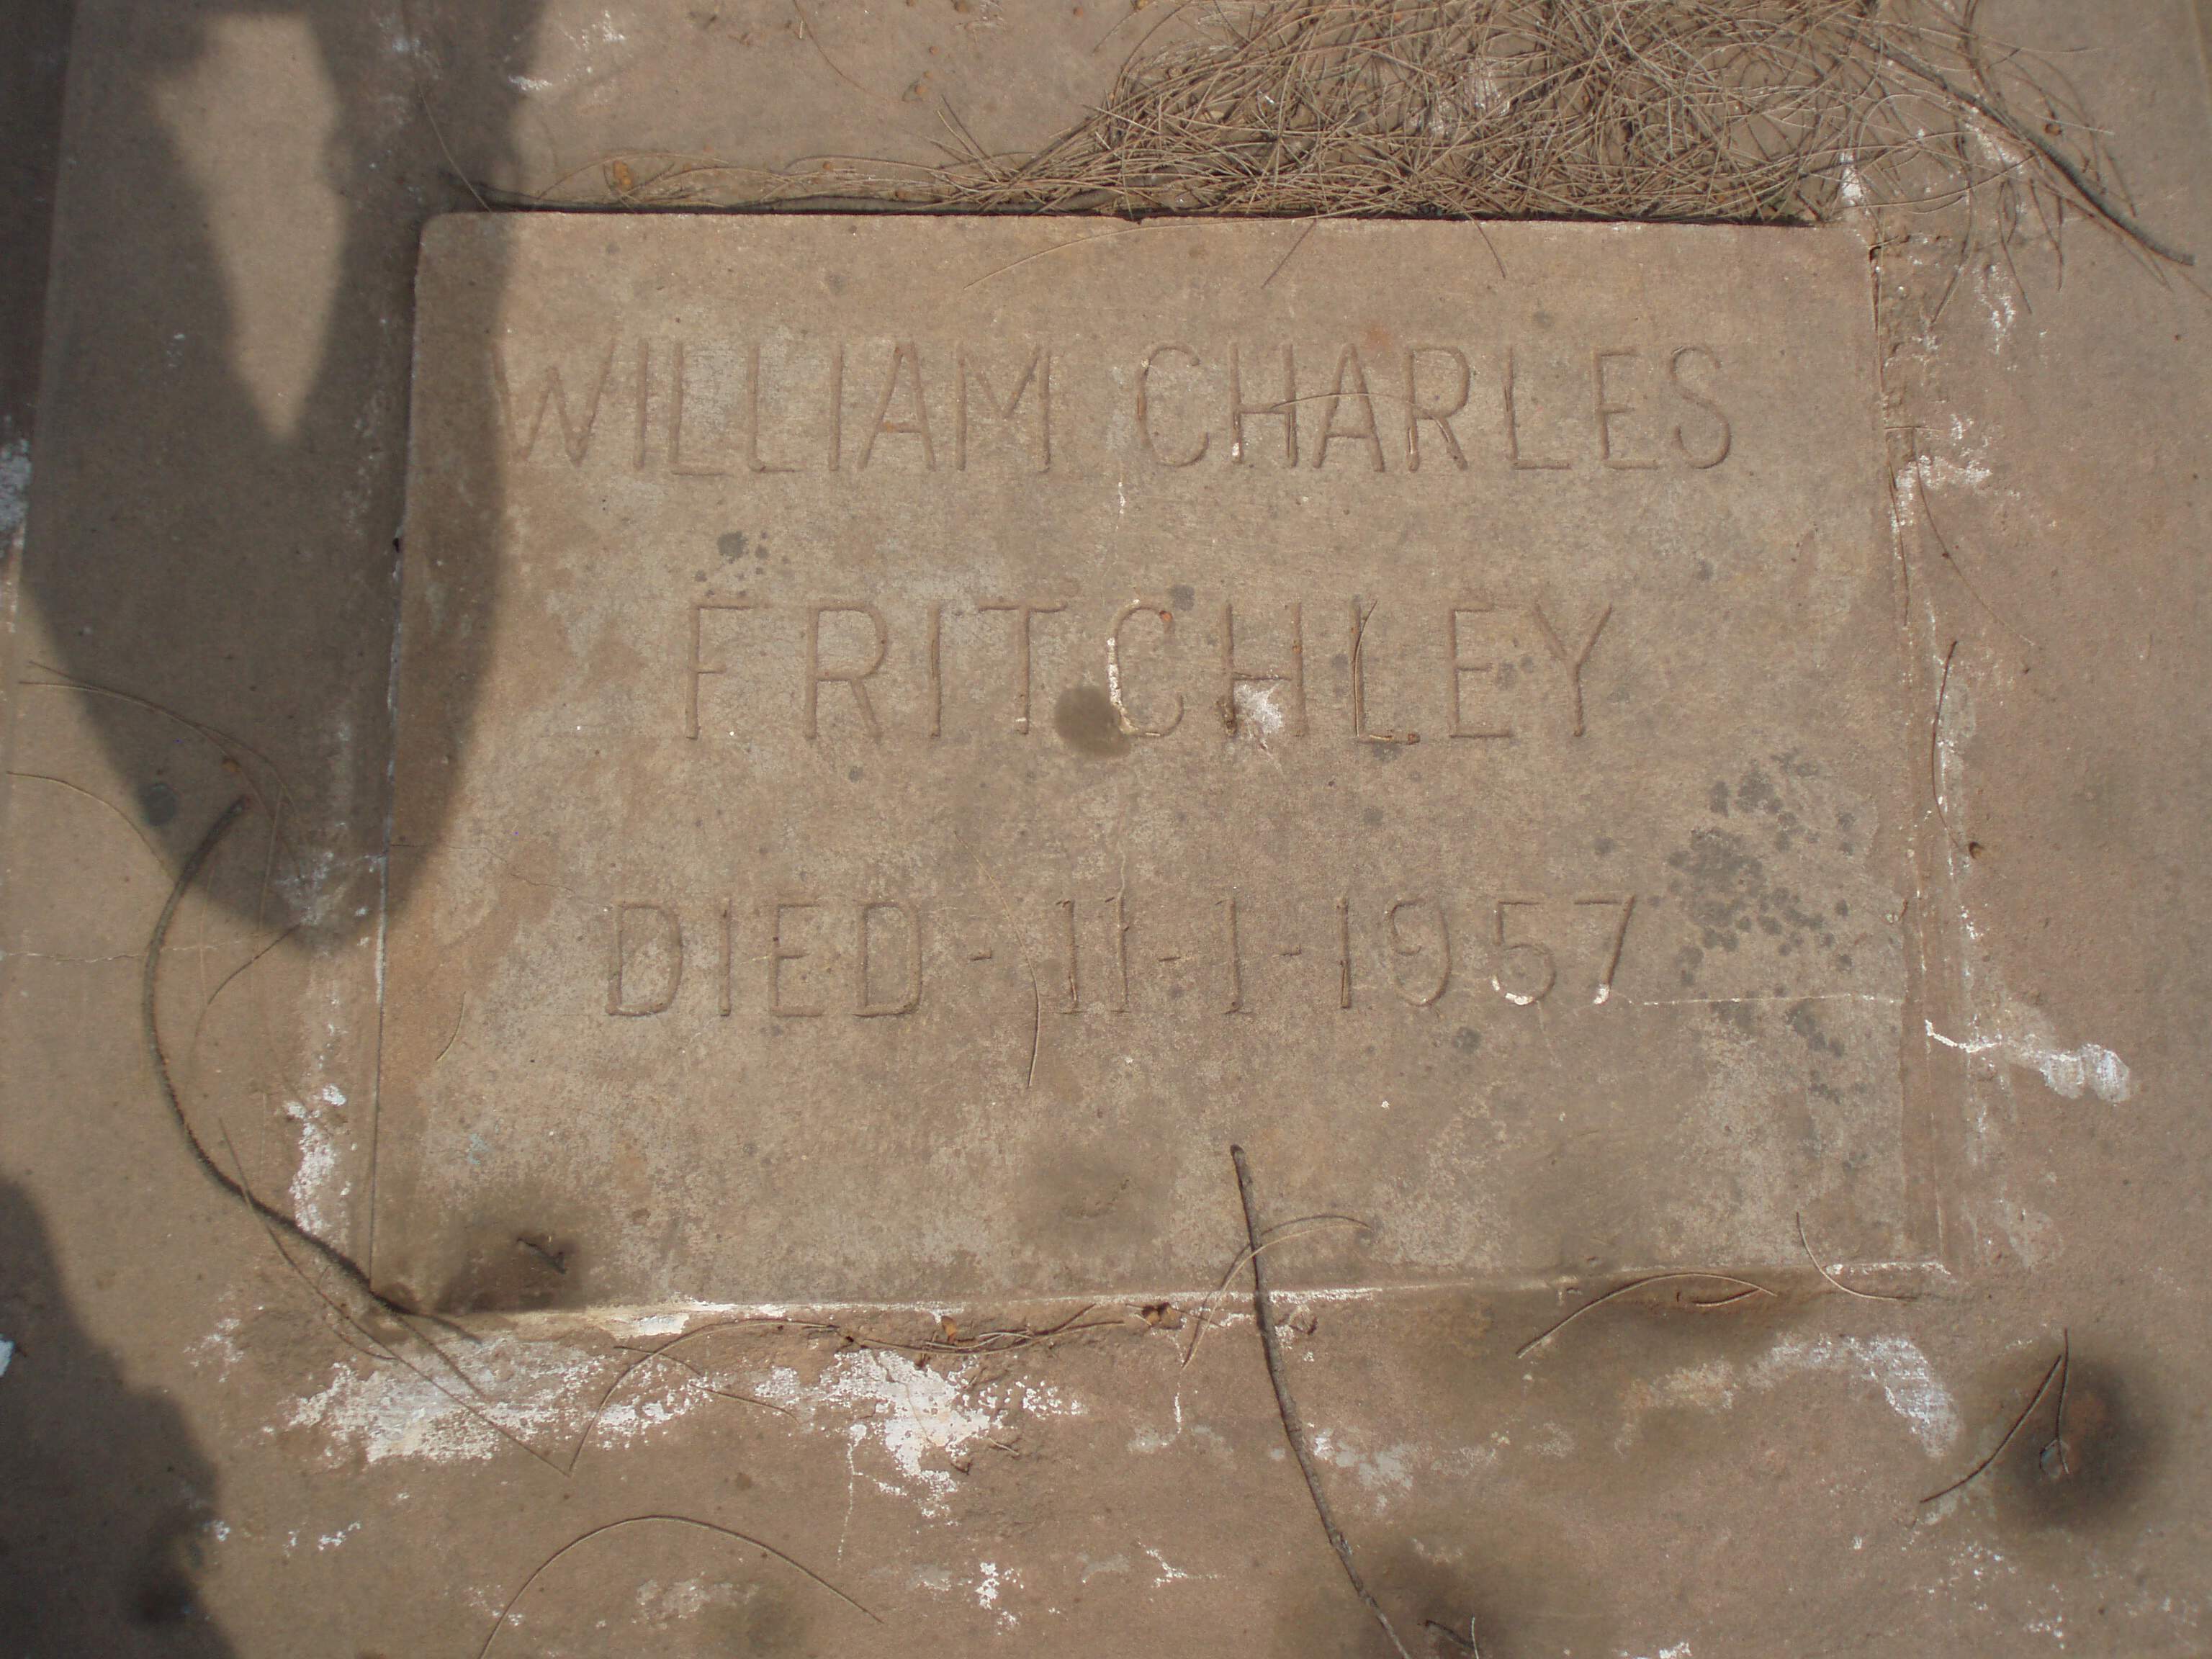 WILLIAM CHARLES
FRITCHLEY
DIED - 11-1-1957